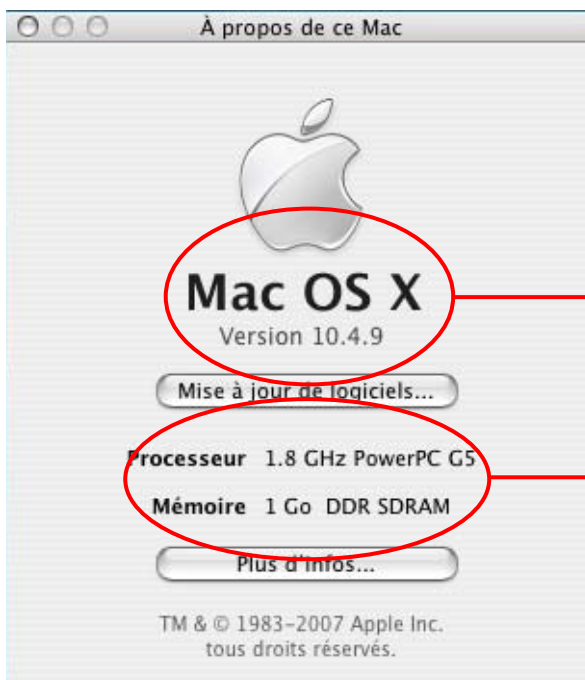 À propos de ce Mac
Mac OS X
Version 10.4.9
Mise à jour de logiciels...
Processeur 1.8 GHz PowerPC G5
Mémoire 1 Go DDR SDRAM
Plus d'infos...
TM & © 1983-2007 Apple Inc.
tous droits réservés.